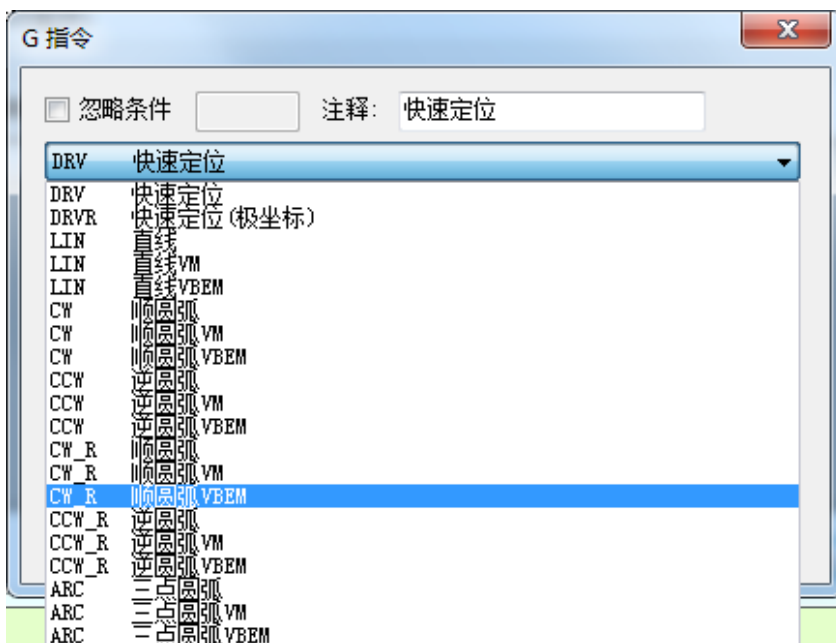 G 指令
忽略条件 注释: 快速定位
DRV 快速定位
DRV 快速定位
DRVR 快速定位(极坐标)
LIN 直线
LIN 直线VM
LIN 直线VBEM
CW 顺圆弧
CW 顺圆弧VM
CW 顺圆弧VBEM
CCW 逆圆弧
CCW 逆圆弧VM
CCW 逆圆弧VBEM
CW_R 顺圆弧
CW_R 顺圆弧VM
CW_R 顺圆弧VBEM
CCW_R 逆圆弧
CCW_R 逆圆弧VM
CCW_R 逆圆弧VBEM
ARC 三点圆弧
ARC 三点圆弧VM
ARC 三点圆弧VBEM